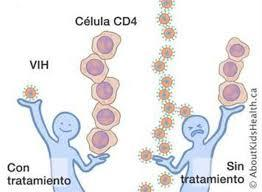 Célula CD4
VIH
Con
tratamiento
Sin
tratamiento
© AboutKidsHealth.ca